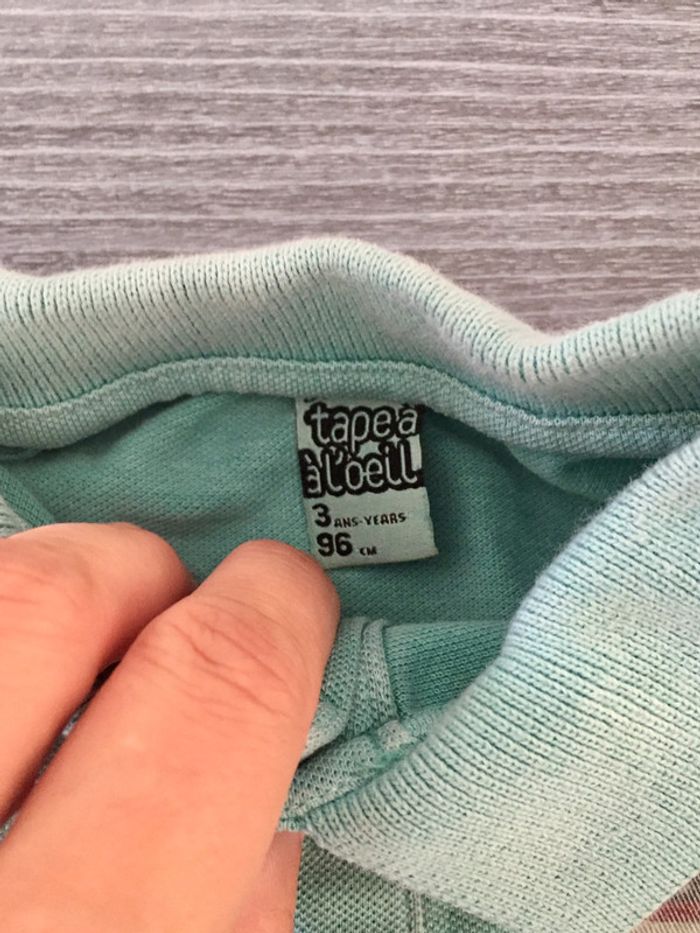 tape à
à l'oeil
3 ANS-YEARS
96 CM